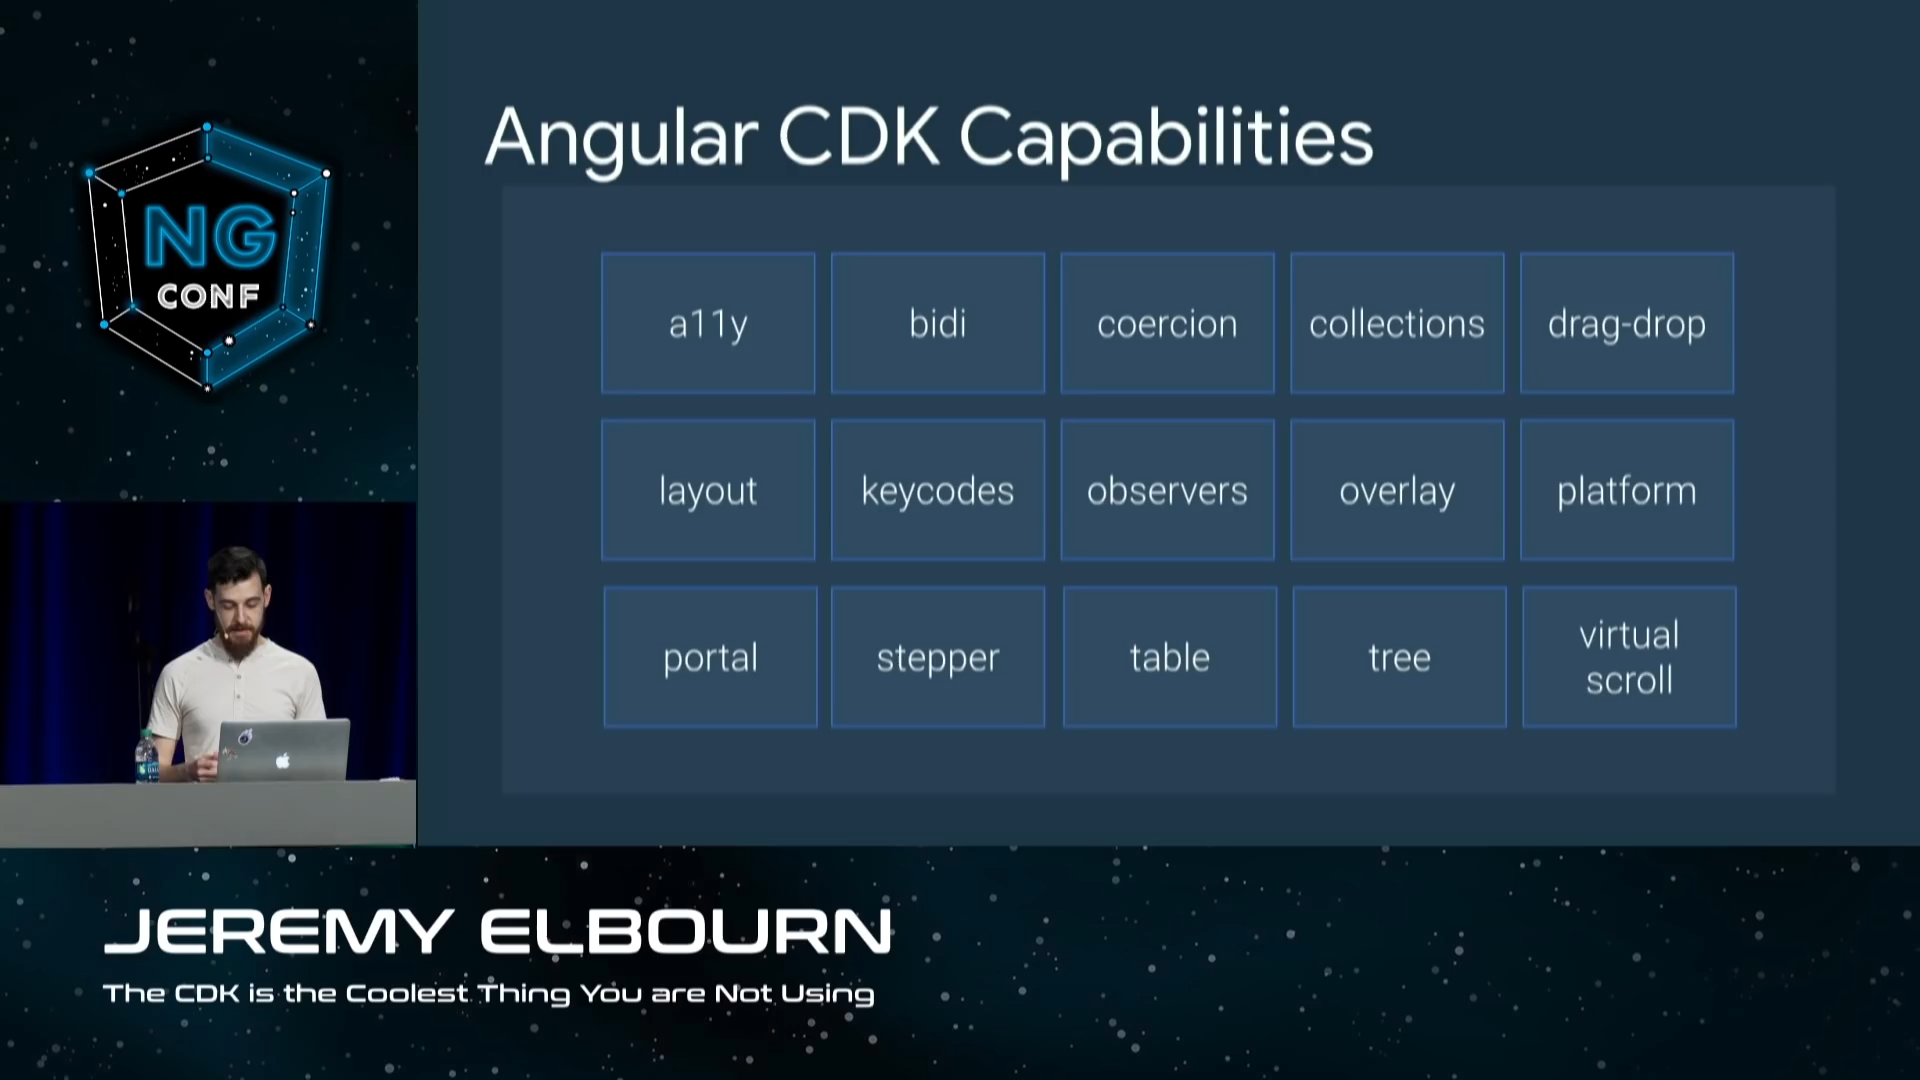 NG
CONF
Angular CDK Capabilities
a11y
bidi
coercion
collections
drag-drop
layout
keycodes
observers
overlay
platform
portal
stepper
table
tree
virtual
scroll
JEREMY ELBOURN
The CDK is the Coolest Thing You are Not Using